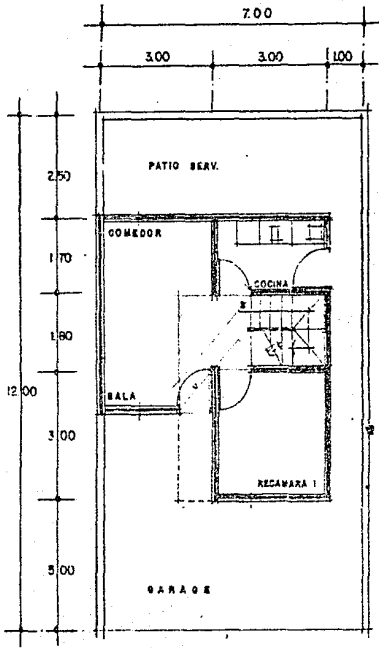 7.00
3.00 3.00 1.00
PATIO SERV.
2.50
COMEDOR
1.70
COCINA
1.80
12.00
SALA
3.00
RECAMARA 1
5.00
GARAGE